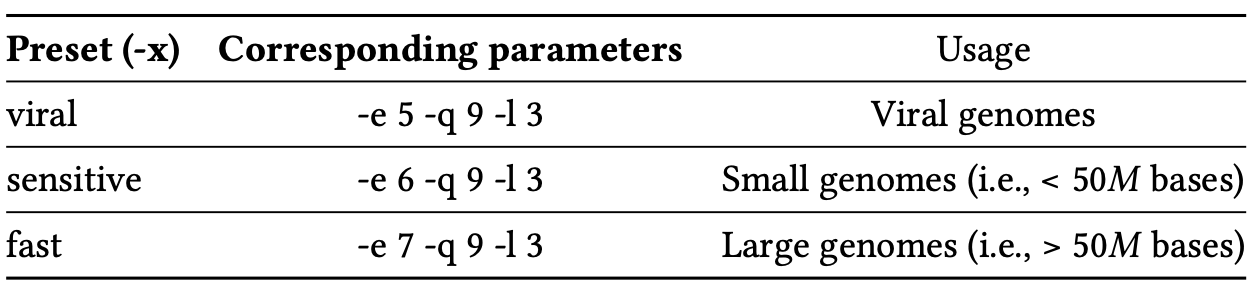 Preset (-x) Corresponding parameters Usage
viral -e 5 -q 9 -l 3 Viral genomes
sensitive -e 6 -q 9 -l 3 Small genomes (i.e., < 50M bases)
fast -e 7 -q 9 -l 3 Large genomes (i.e., > 50M bases)